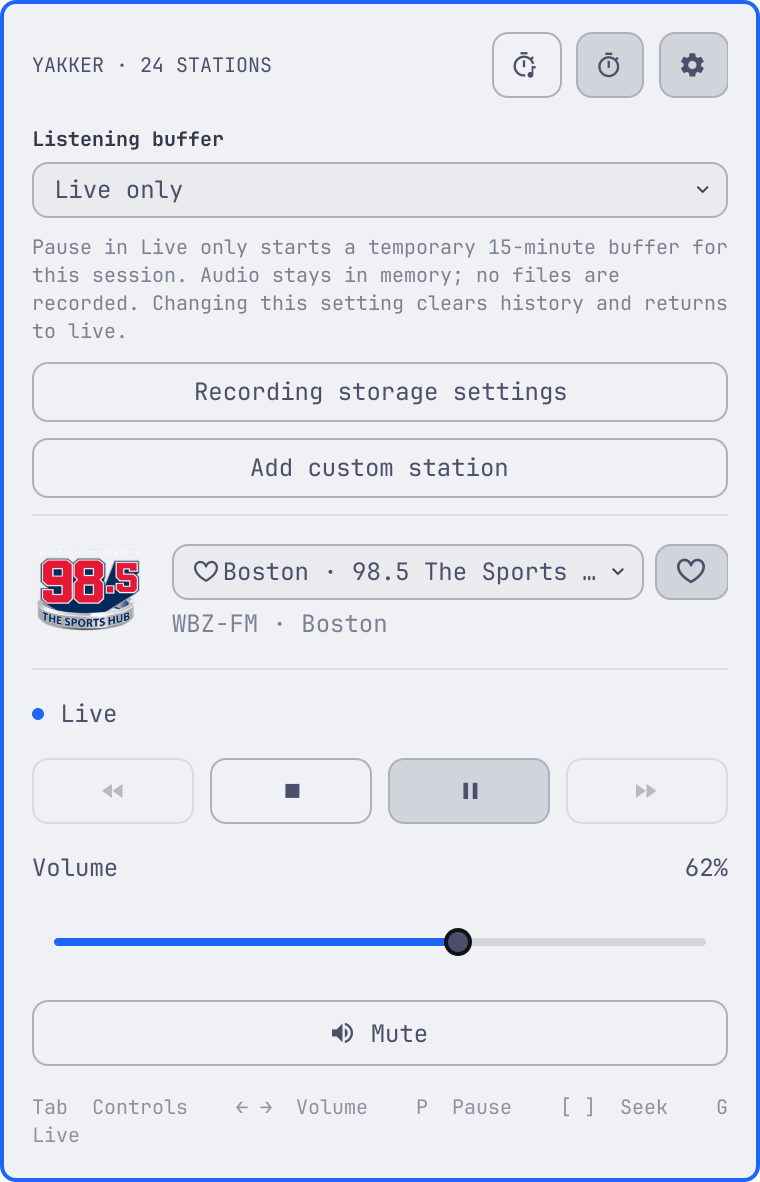 YAKKER · 24 STATIONS
Listening buffer
Live only
Pause in Live only starts a temporary 15-minute buffer for
this session. Audio stays in memory; no files are
recorded. Changing this setting clears history and returns
to live.
Recording storage settings
Add custom station
98.5
THE SPORTS HUB
Boston · 98.5 The Sports …
WBZ-FM · Boston
Live
Volume 62%
Mute
Tab Controls ← → Volume P Pause [ ] Seek G
Live